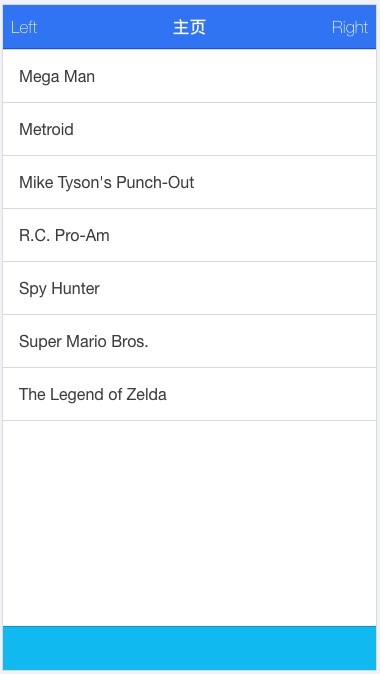 Left 主页 Right
Mega Man
Metroid
Mike Tyson's Punch-Out
R.C. Pro-Am
Spy Hunter
Super Mario Bros.
The Legend of Zelda